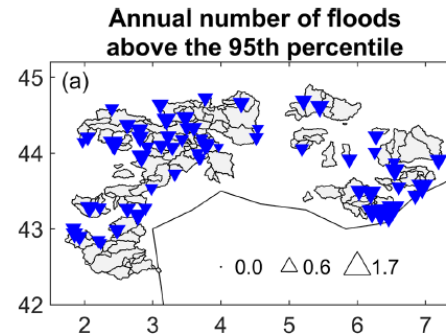 Annual number of floods
above the 95th percentile
(a)
45
44
43
42
0.0 0.6 1.7
2 3 4 5 6 7